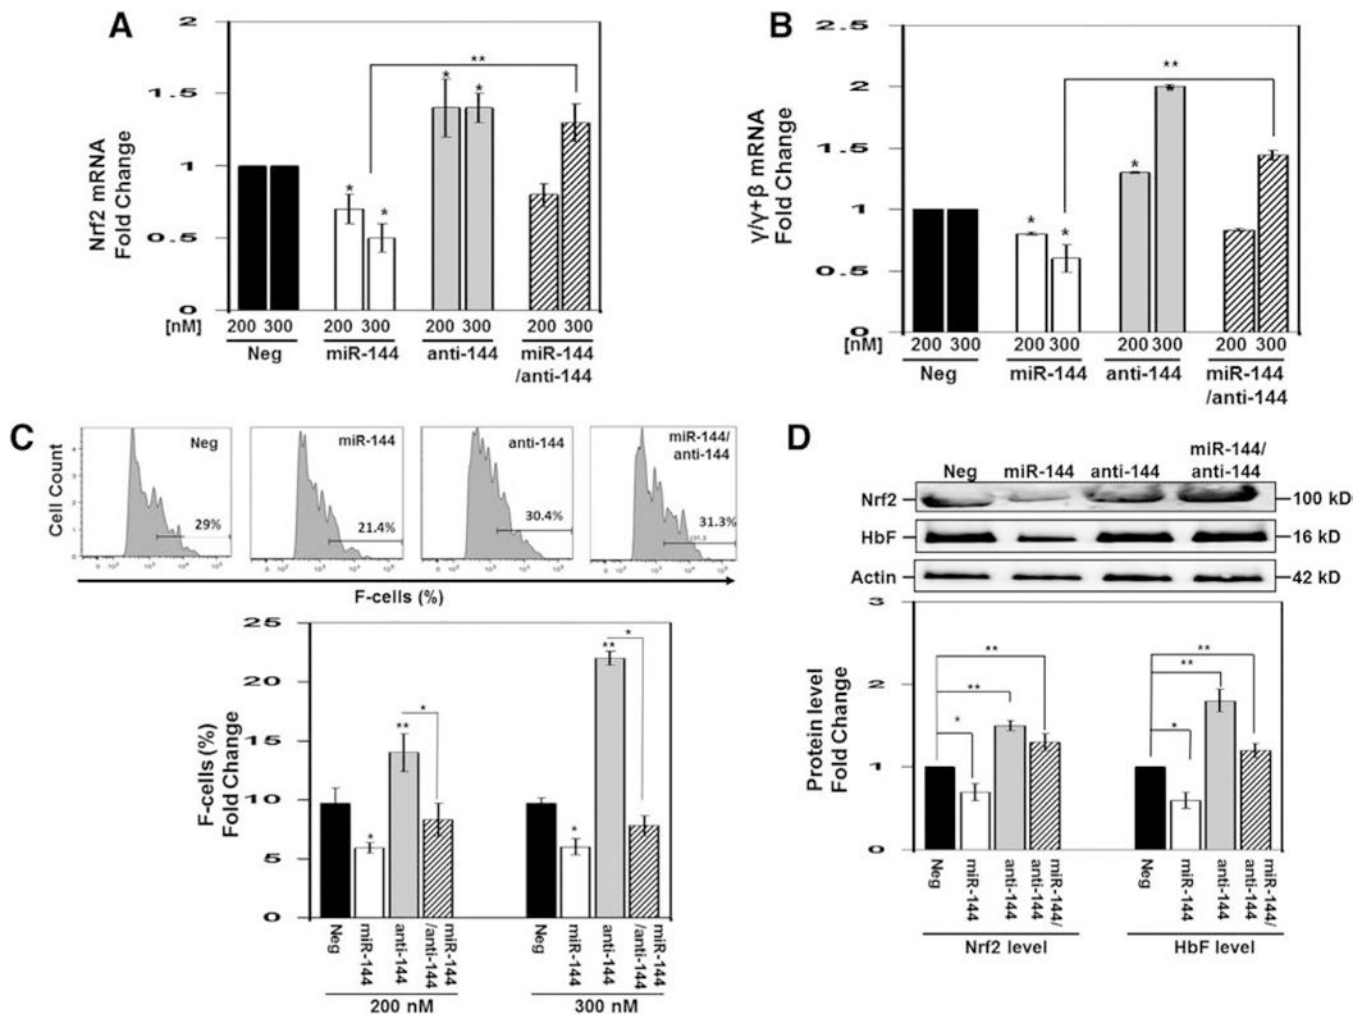 A
Nrf2 mRNA
Fold Change
2
1.5
1
0.5
0
*
*
*
*
**
[nM]
200 300 200 300 200 300 200 300
Neg miR-144 anti-144 miR-144
/anti-144
B
γ/γ+β mRNA
Fold Change
2.5
2
1.5
1
0.5
0
*
*
*
*
**
[nM]
200 300 200 300 200 300 200 300
Neg miR-144 anti-144 miR-144
/anti-144
C
Cell Count
Neg
29%
miR-144
21.4%
anti-144
30.4%
miR-144/
anti-144
31.3%
F-cells (%)
F-cells (%)
Fold Change
25
20
15
10
5
0
*
**
*
*
**
*
Neg
miR-144
anti-144
miR-144
/anti-144
Neg
miR-144
anti-144
miR-144
/anti-144
200 nM
300 nM
D
Neg miR-144 anti-144 miR-144/
anti-144
Nrf2 100 kD
HbF 16 kD
Actin 42 kD
Protein level
Fold Change
3
2
1
0
*
**
**
*
**
**
Neg
miR-144
anti-144
miR-144/
anti-144
Neg
miR-144
anti-144
miR-144/
anti-144
Nrf2 level
HbF level